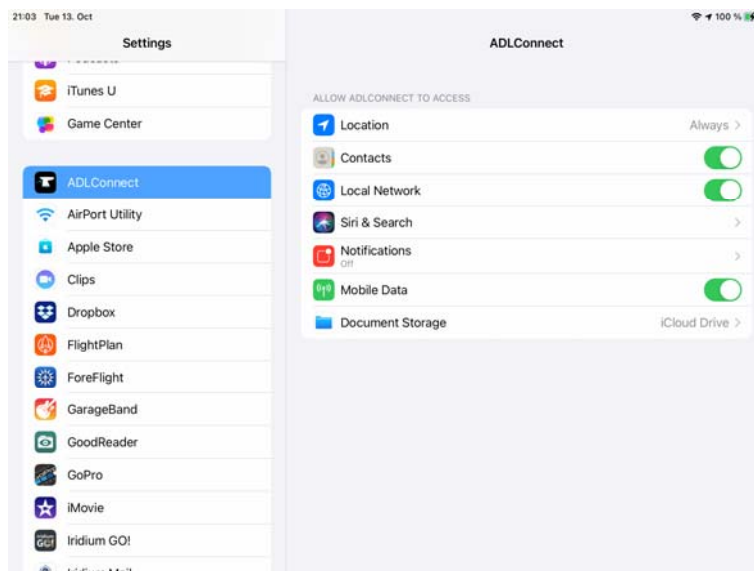 21:03 Tue 13. Oct
100 %
Settings
ADLConnect
iTunes U
Game Center
ADLConnect
AirPort Utility
Apple Store
Clips
Dropbox
FlightPlan
ForeFlight
GarageBand
GoodReader
GoPro
iMovie
Iridium GO!
ALLOW ADLCONNECT TO ACCESS
Location
Always
Contacts
Local Network
Siri & Search
Notifications
Off
Mobile Data
Document Storage
iCloud Drive